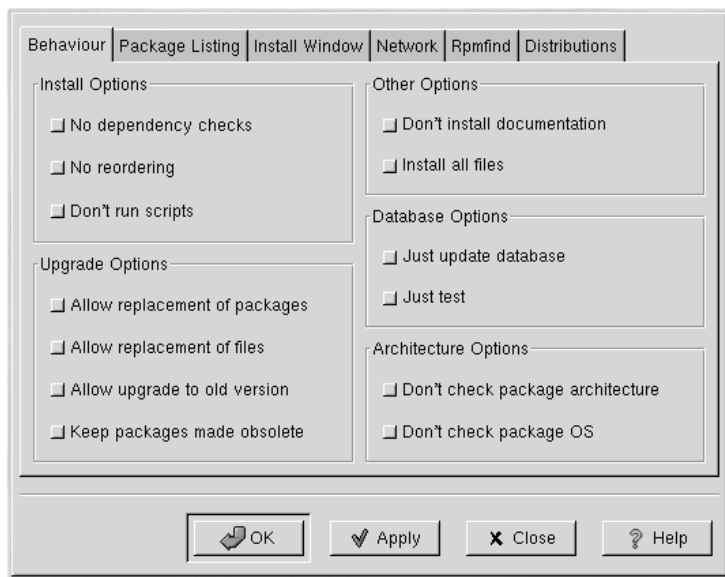 Behaviour
Package Listing
Install Window
Network
Rpmfind
Distributions
Install Options
No dependency checks
No reordering
Don't run scripts
Upgrade Options
Allow replacement of packages
Allow replacement of files
Allow upgrade to old version
Keep packages made obsolete
Other Options
Don't install documentation
Install all files
Database Options
Just update database
Just test
Architecture Options
Don't check package architecture
Don't check package OS
OK
Apply
Close
Help